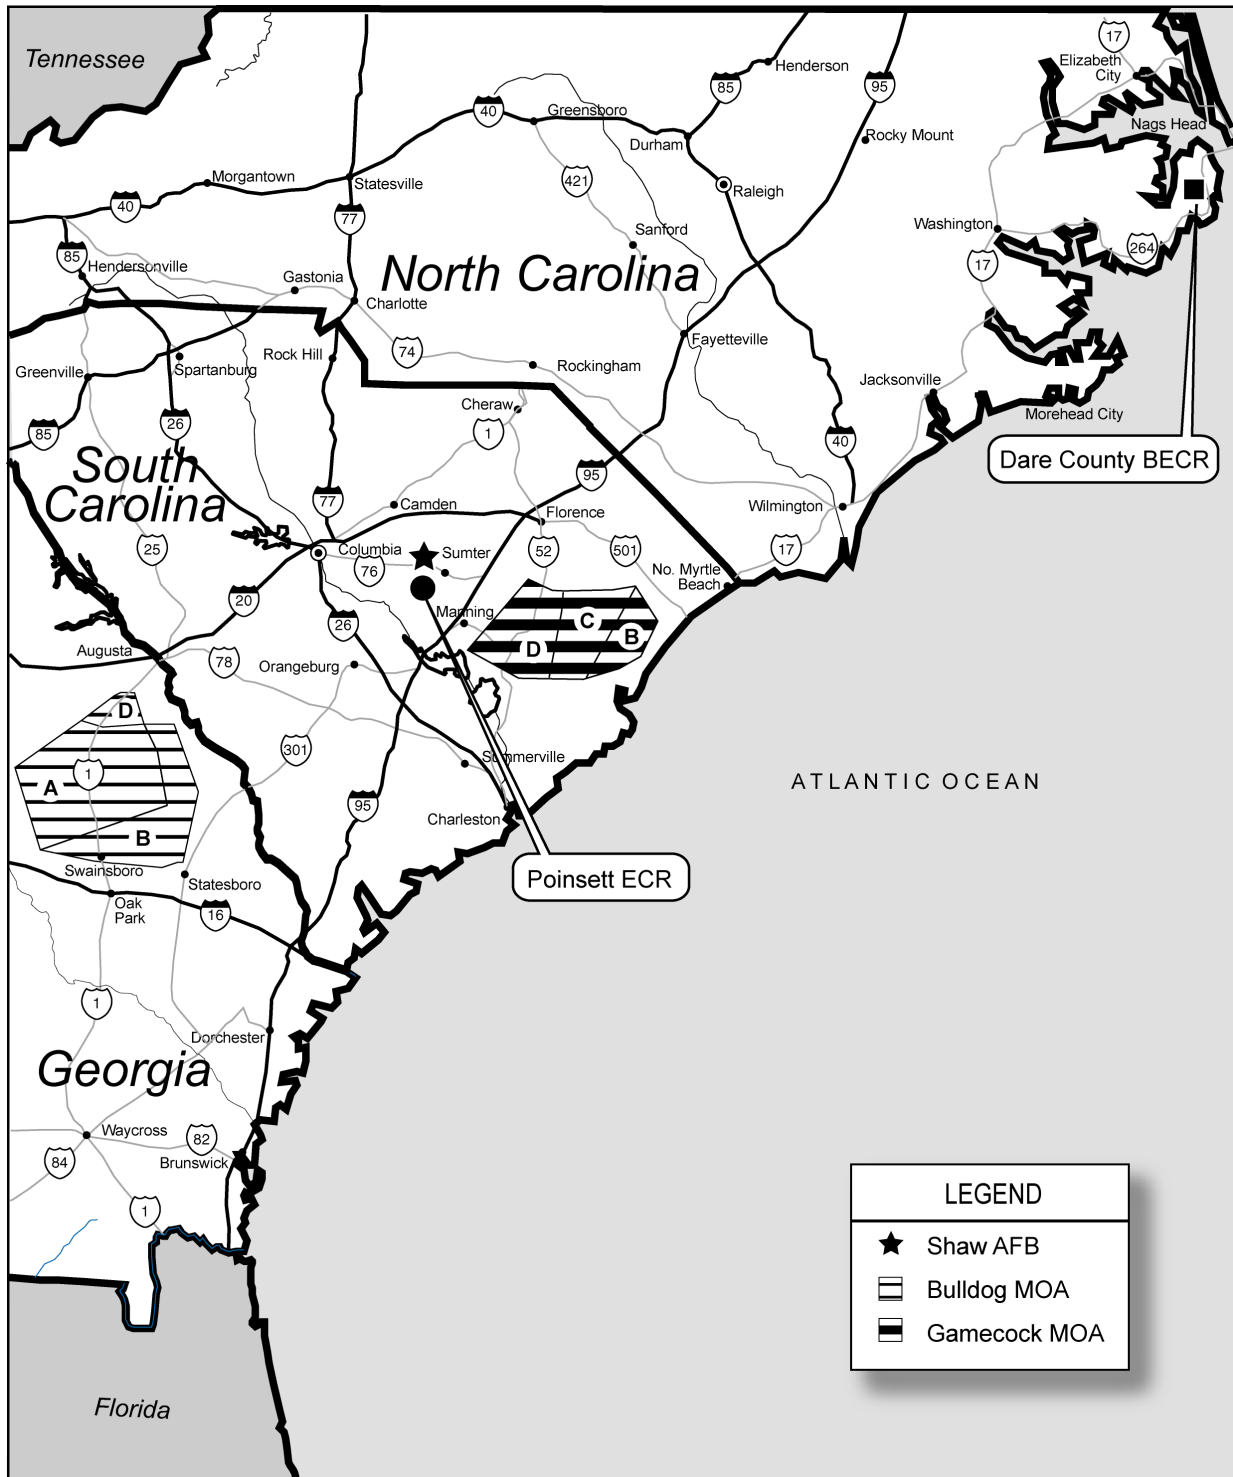 Tennessee
17
Elizabeth
City
Henderson
85
95
40
Greensboro
Nags Head
Durham
Rocky Mount
Morgantown
Statesville
421
Raleigh
40
77
Sanford
Washington
264
85
Hendersonville
17
Gastonia
North Carolina
Charlotte
74
Fayetteville
Rock Hill
Spartanburg
Rockingham
Greenville
Jacksonville
Cheraw
Morehead City
26
85
1
40
Dare County BECR
South
Carolina
95
77
Camden
Wilmington
Florence
25
Columbia
Sumter
52
501
17
76
No. Myrtle
Beach
20
Manning
C
26
B
D
Augusta
78
Orangeburg
D
301
Summerville
1
A
ATLANTIC OCEAN
95
Charleston
B
Swainsboro
Statesboro
Poinsett ECR
Oak
Park
16
1
Dorchester
Georgia
Waycross
82
84
Brunswick
1
LEGEND
Shaw AFB
Bulldog MOA
Gamecock MOA
Florida